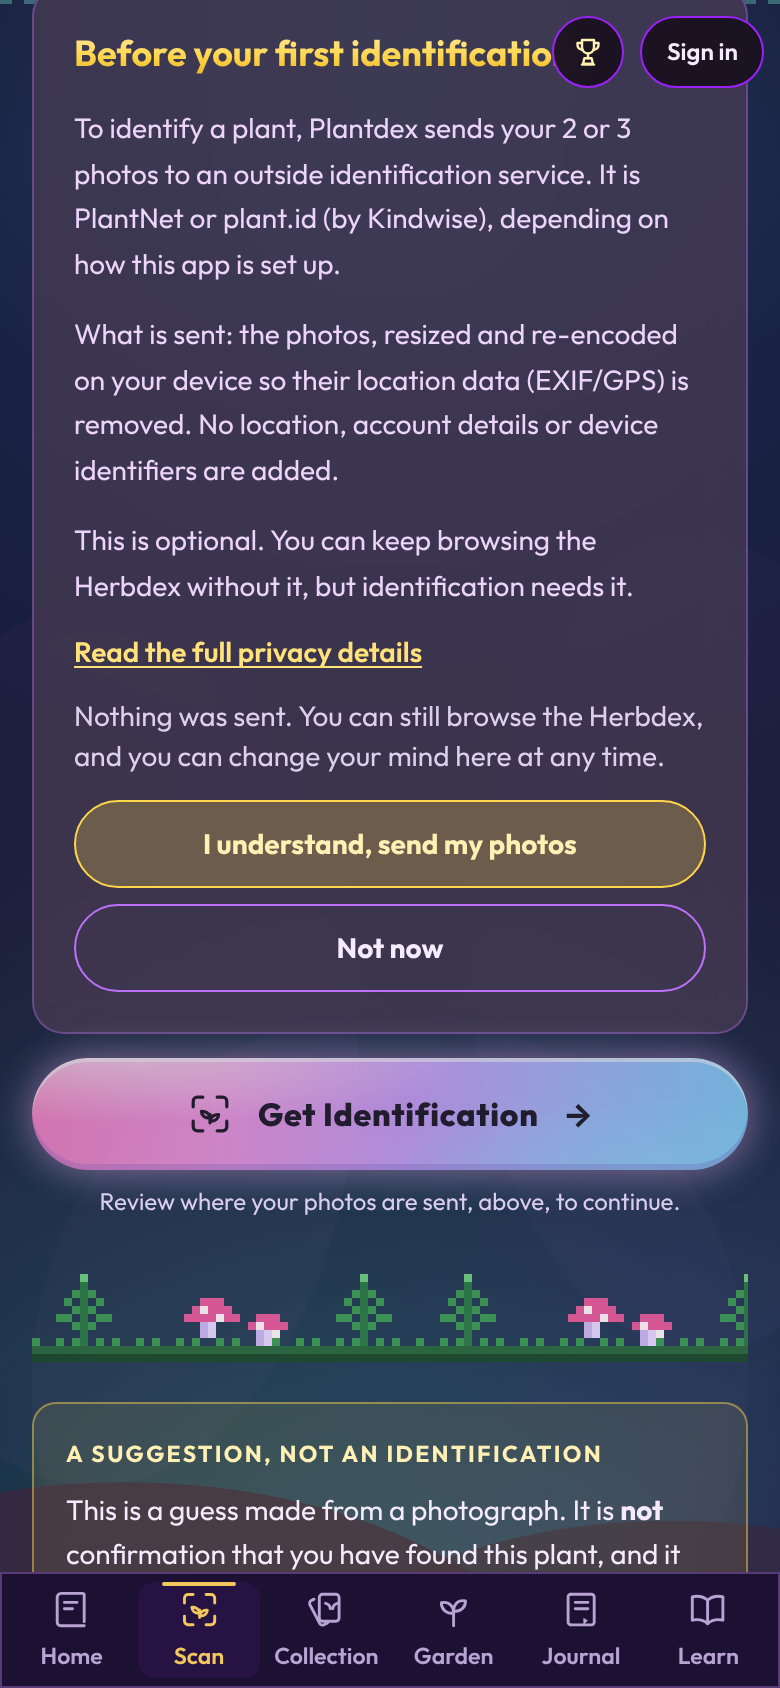 Before your first identificatio
Sign in
To identify a plant, Plantdex sends your 2 or 3
photos to an outside identification service. It is
PlantNet or plant.id (by Kindwise), depending on
how this app is set up.
What is sent: the photos, resized and re-encoded
on your device so their location data (EXIF/GPS) is
removed. No location, account details or device
identifiers are added.
This is optional. You can keep browsing the
Herbdex without it, but identification needs it.
Read the full privacy details
Nothing was sent. You can still browse the Herbdex,
and you can change your mind here at any time.
I understand, send my photos
Not now
Get Identification →
Review where your photos are sent, above, to continue.
A SUGGESTION, NOT AN IDENTIFICATION
This is a guess made from a photograph. It is not
confirmation that you have found this plant, and it
Home
Scan
Collection
Garden
Journal
Learn